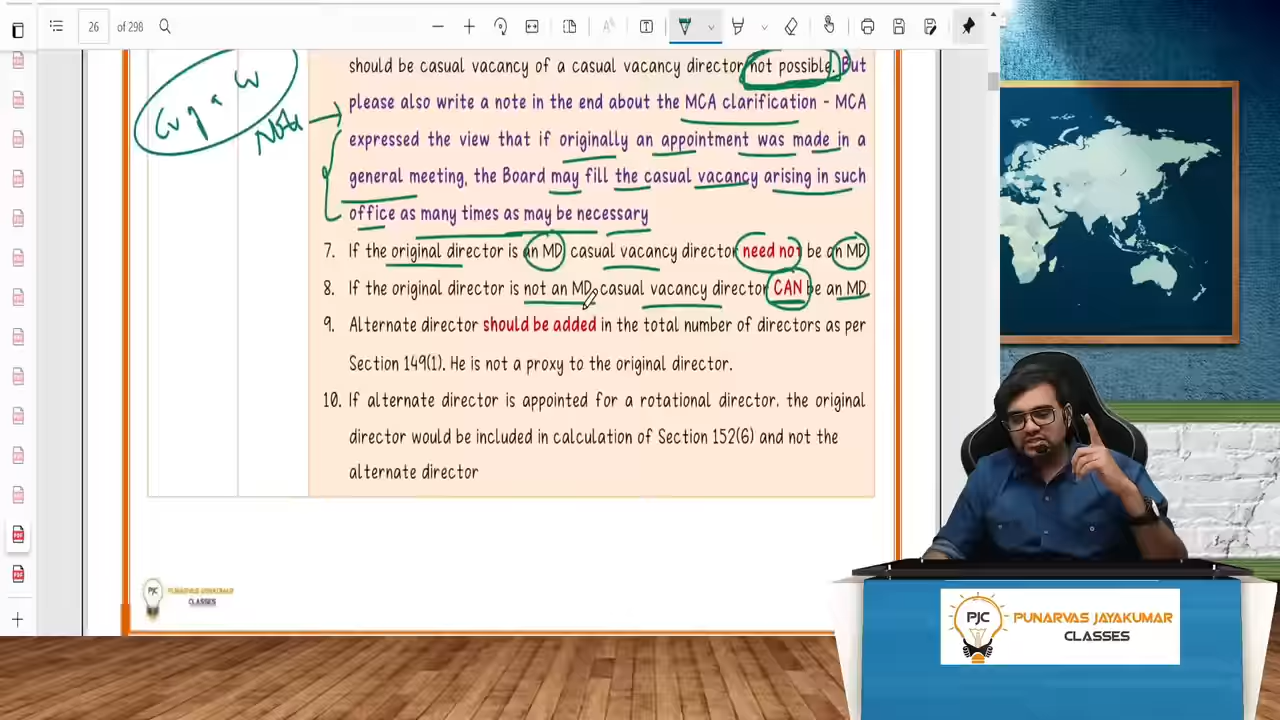 26 of 298
should be casual vacancy of a casual vacancy director not possible. But
please also write a note in the end about the MCA clarification - MCA
Note
expressed the view that if originally an appointment was made in a
general meeting, the Board may fill the casual vacancy arising in such
office as many times as may be necessary
7. If the original director is an MD casual vacancy director need not be an MD
8. If the original director is not an MD casual vacancy director CAN be an MD
9. Alternate director should be added in the total number of directors as per
Section 149(1). He is not a proxy to the original director.
10. If alternate director is appointed for a rotational director. the original
director would be included in calculation of Section 152(6) and not the
alternate director
PJC PUNARVAS JAYAKUMAR
CLASSES
PJC PUNARVAS JAYAKUMAR
CLASSES